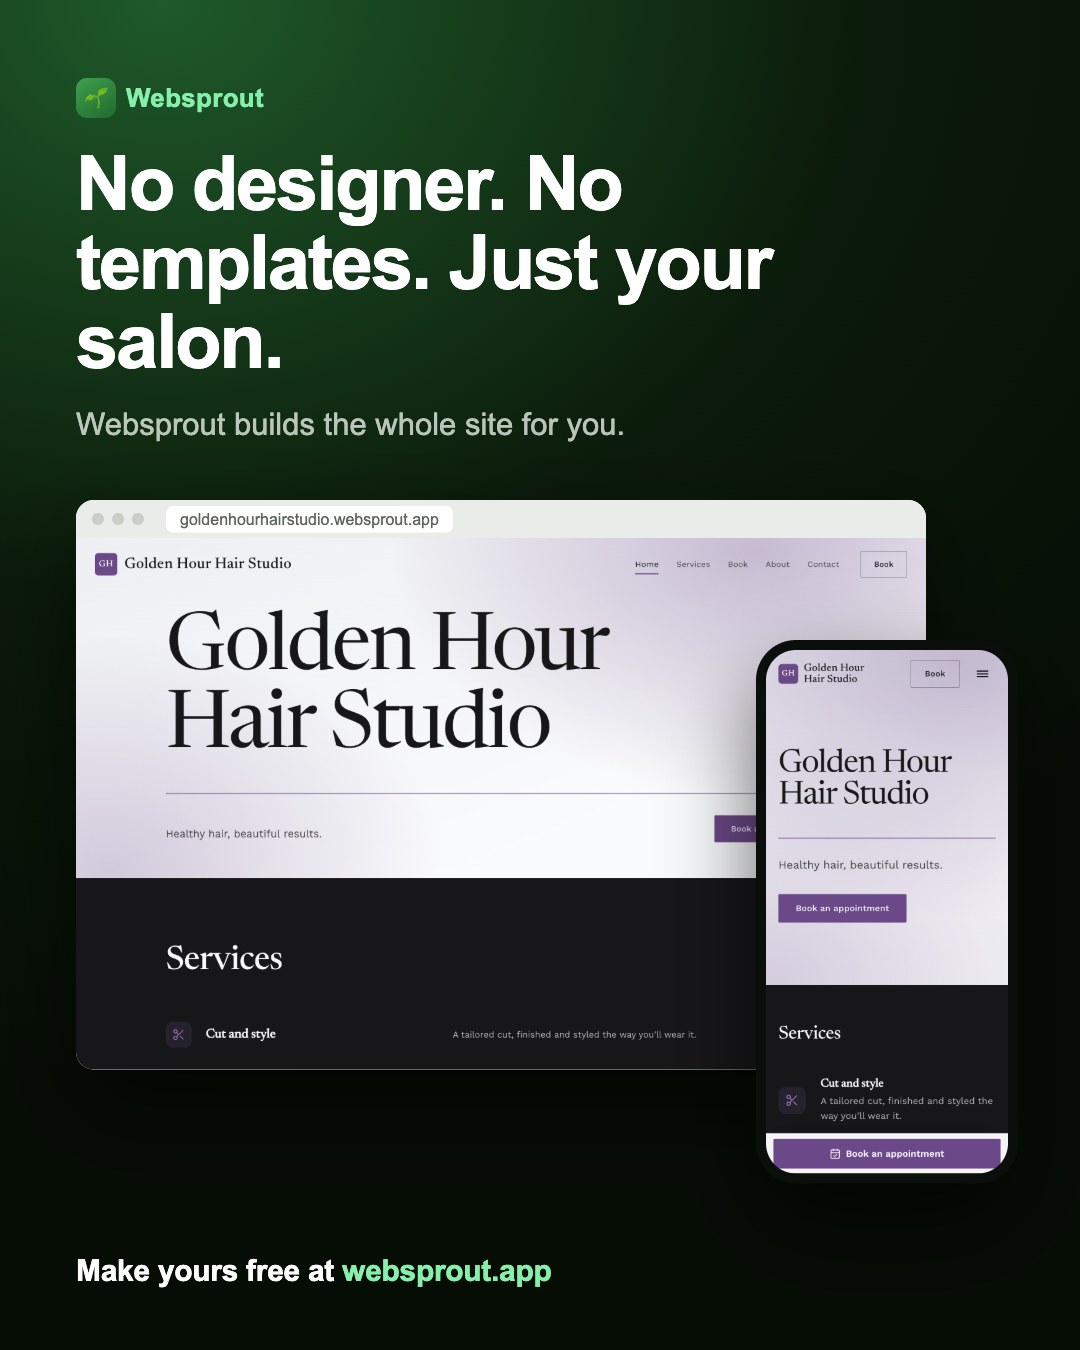 Websprout
No designer. No
templates. Just your
salon.
Websprout builds the whole site for you.
goldenhourhairstudio.websprout.app
GH Golden Hour Hair Studio
Home Services Book About Contact Book
Golden Hour
Hair Studio
Healthy hair, beautiful results.
Book
Services
Cut and style
A tailored cut, finished and styled the way you'll wear it.
GH Golden Hour
Hair Studio
Book
Golden Hour
Hair Studio
Healthy hair, beautiful results.
Book an appointment
Services
Cut and style
A tailored cut, finished and styled the
way you'll wear it.
Book an appointment
Make yours free at websprout.app